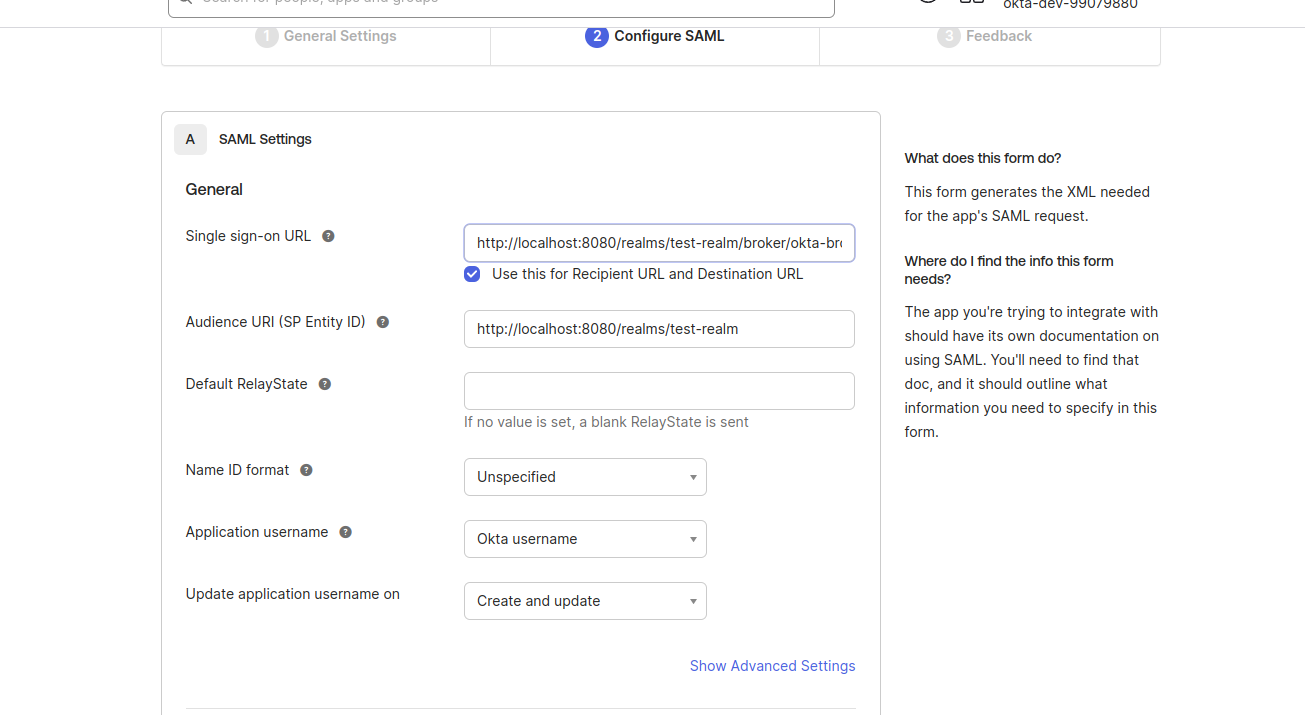 Search for people, apps and groups
okta-dev-99079880
1 General Settings
2 Configure SAML
3 Feedback
A SAML Settings
General
Single sign-on URL ?
http://localhost:8080/realms/test-realm/broker/okta-bro
Use this for Recipient URL and Destination URL
Audience URI (SP Entity ID) ?
http://localhost:8080/realms/test-realm
Default RelayState ?
If no value is set, a blank RelayState is sent
Name ID format ?
Unspecified
Application username ?
Okta username
Update application username on
Create and update
Show Advanced Settings
What does this form do?
This form generates the XML needed
for the app's SAML request.
Where do I find the info this form
needs?
The app you're trying to integrate with
should have its own documentation on
using SAML. You'll need to find that
doc, and it should outline what
information you need to specify in this
form.